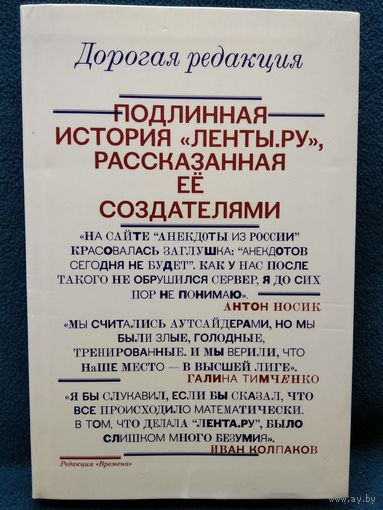 Дорогая редакция
ПОДЛИННАЯ
ИСТОРИЯ «ЛЕНТЫ.РУ»,
РАССКАЗАННАЯ
ЕЁ
СОЗДАТЕЛЯМИ
«НА САЙТЕ "АНЕКДОТЫ ИЗ РОССИИ"
КРАСОВАЛАСЬ ЗАГЛУШКА: "АНЕКДОТОВ
СЕГОДНЯ НЕ БУДЕТ". КАК У НАС ПОСЛЕ
ТАКОГО НЕ ОБРУШИЛСЯ СЕРВЕР, Я ДО СИХ
ПОР НЕ ПОНИМАЮ».
АНТОН НОСИК
«МЫ СЧИТАЛИСЬ АУТСАЙДЕРАМИ, НО МЫ
БЫЛИ ЗЛЫЕ, ГОЛОДНЫЕ,
ТРЕНИРОВАННЫЕ. И МЫ ВЕРИЛИ, ЧТО
НАШЕ МЕСТО — В ВЫСШЕЙ ЛИГЕ».
ГАЛИНА ТИМЧЕНКО
«Я БЫ СЛУКАВИЛ, ЕСЛИ БЫ СКАЗАЛ, ЧТО
ВСЕ ПРОИСХОДИЛО МАТЕМАТИЧЕСКИ.
В ТОМ, ЧТО ДЕЛАЛА "ЛЕНТА.РУ", БЫЛО
СЛИШКОМ МНОГО БЕЗУМИЯ».
ИВАН КОЛПАКОВ
Редакция «Времена»
www.ay.by